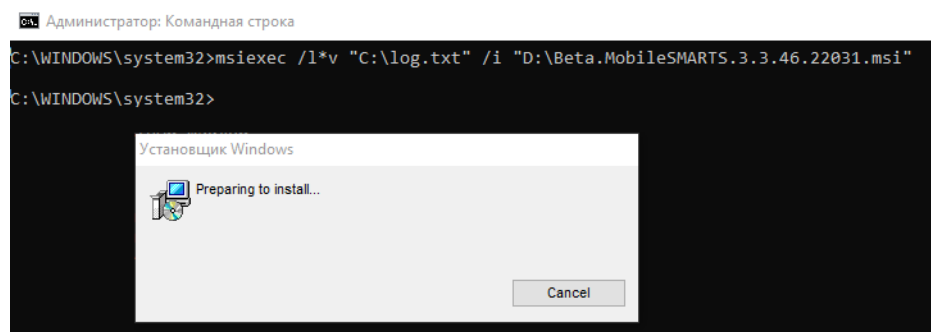 Администратор: Командная строка
C:\WINDOWS\system32>msiexec /l*v "C:\log.txt" /i "D:\Beta.MobileSMARTS.3.3.46.22031.msi"
C:\WINDOWS\system32>
Установщик Windows
Preparing to install...
Cancel